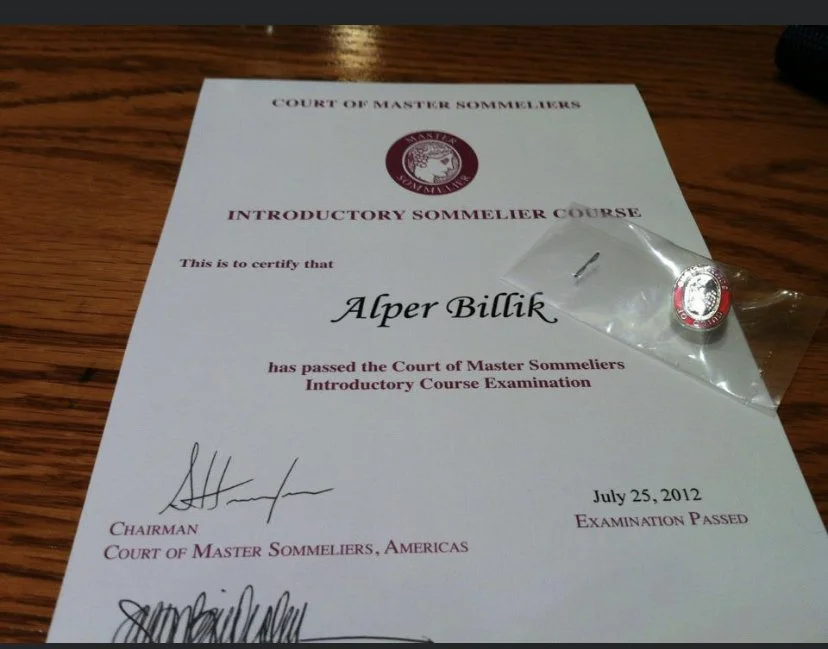 COURT OF MASTER SOMMELIERS
MASTER
SOMMELIER
INTRODUCTORY SOMMELIER COURSE
This is to certify that
Alper Billik
has passed the Court of Master Sommeliers
Introductory Course Examination
July 25, 2012
EXAMINATION PASSED
CHAIRMAN
COURT OF MASTER SOMMELIERS, AMERICAS